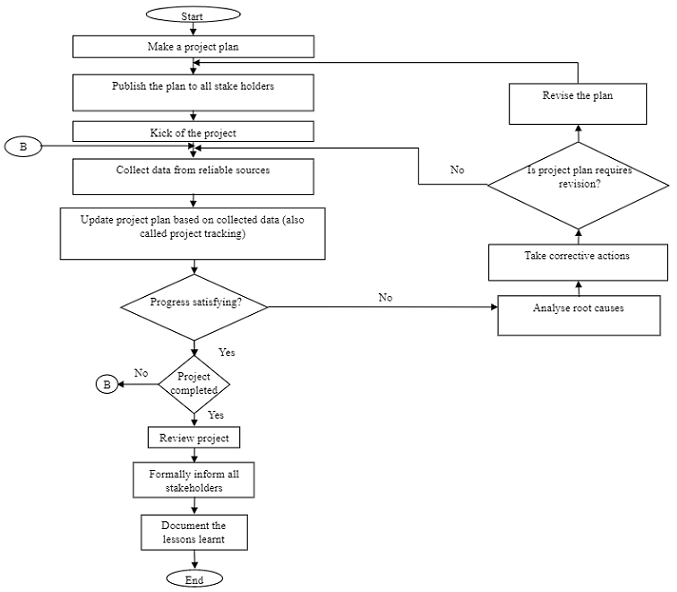 Start
Make a project plan
Publish the plan to all stake holders
Revise the plan
Kick of the project
B
Collect data from reliable sources
No
Is project plan requires
revision?
Update project plan based on collected data (also
called project tracking)
Take corrective actions
Progress satisfying?
No
Analyse root causes
Yes
No
B
Project
completed
Yes
Review project
Formally inform all
stakeholders
Document the
lessons learnt
End